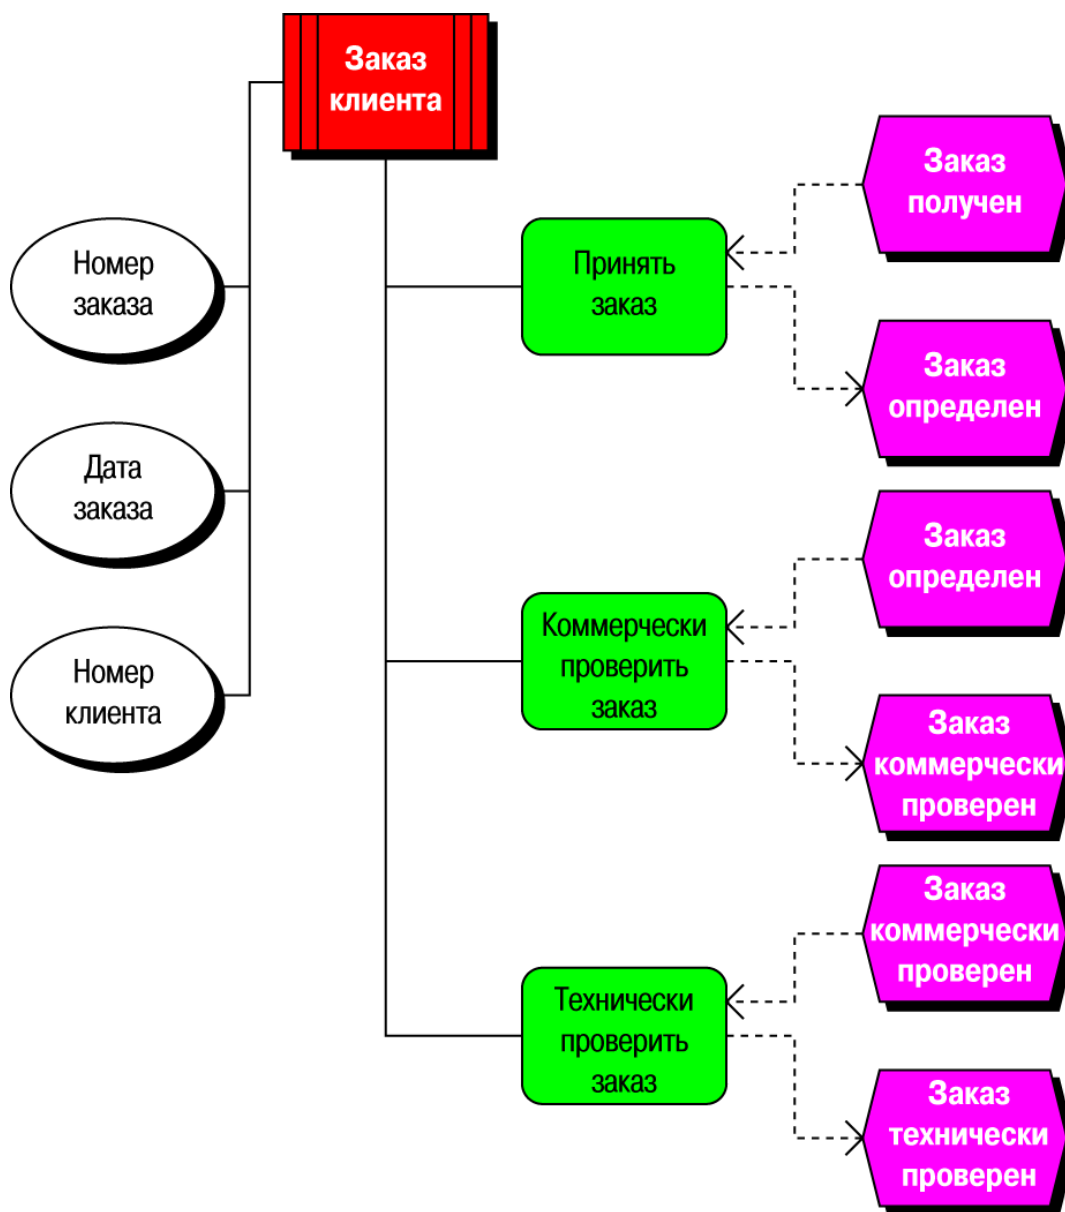 Заказ
клиента
Номер
заказа
Дата
заказа
Номер
клиента
Принять
заказ
Заказ
получен
Заказ
определен
Коммерчески
проверить
заказ
Заказ
определен
Заказ
коммерчески
проверен
Технически
проверить
заказ
Заказ
коммерчески
проверен
Заказ
технически
проверен